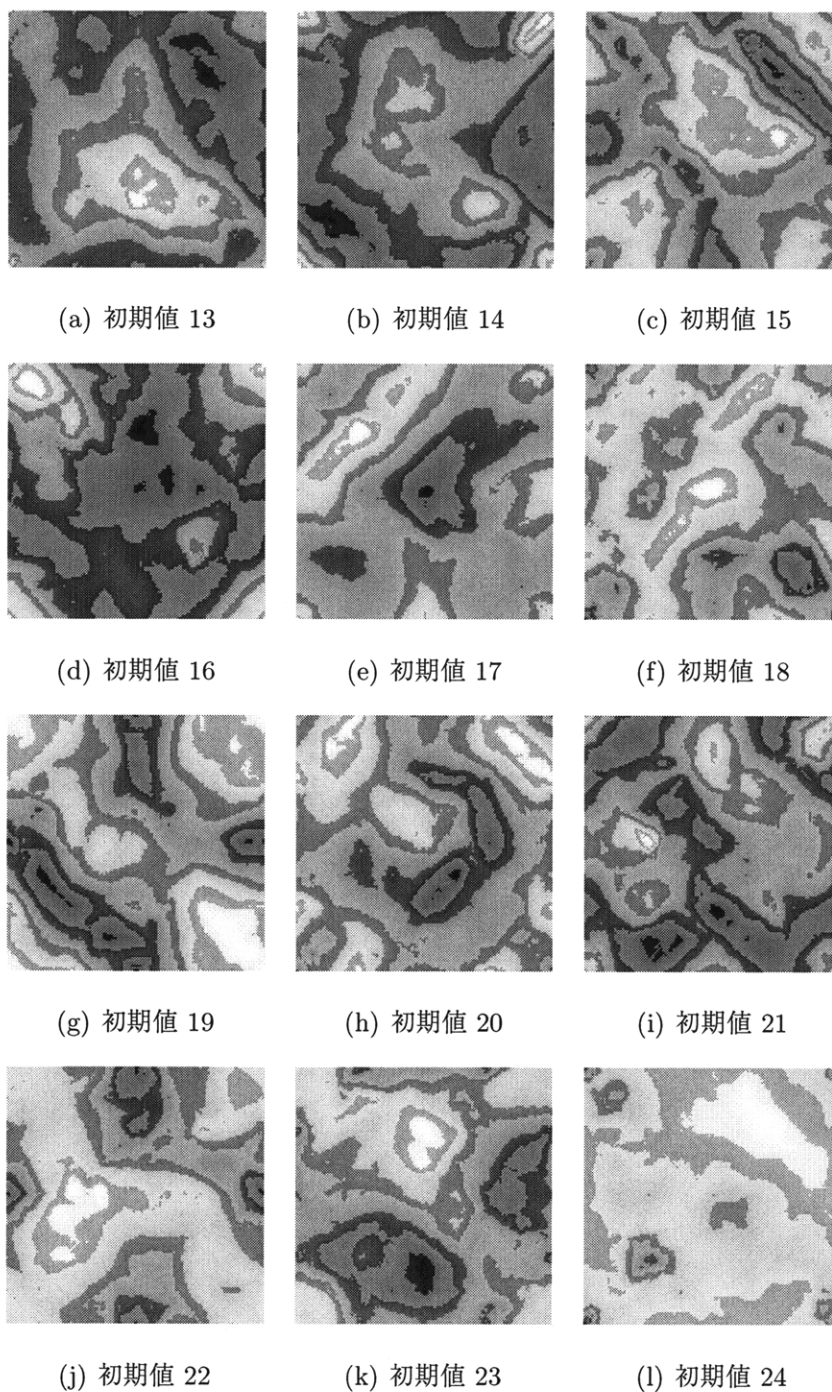 (a) 初期値 13 (b) 初期値 14 (c) 初期値 15
(d) 初期値 16 (e) 初期値 17 (f) 初期値 18
(g) 初期値 19 (h) 初期値 20 (i) 初期値 21
(j) 初期値 22 (k) 初期値 23 (l) 初期値 24